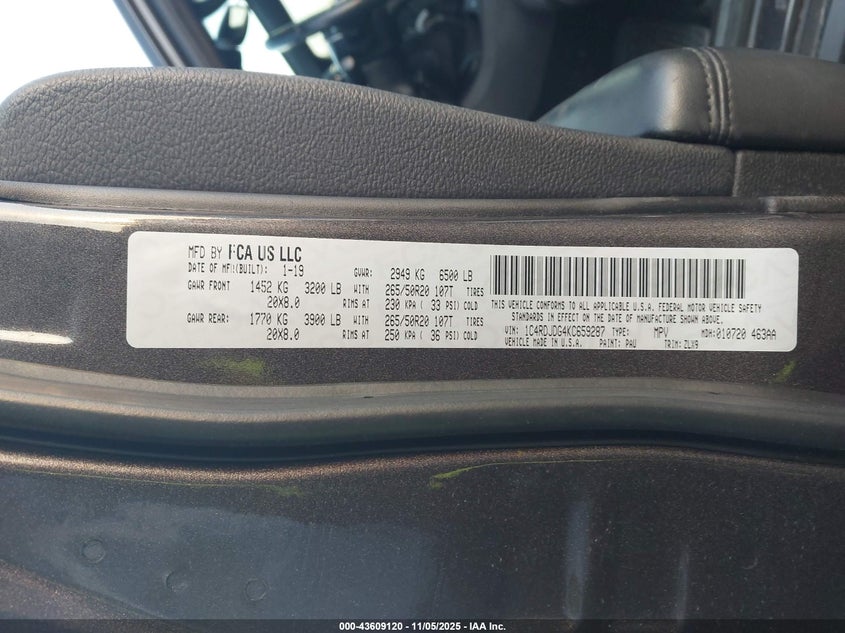 MFD BY FCA US LLC
DATE OF MFR(BUILT): 1-19 GVWR: 2949 KG 6500 LB
GAWR FRONT 1452 KG 3200 LB WITH 265/50R20 107T TIRES
20X8.0 RIMS AT 230 KPA ( 33 PSI) COLD
GAWR REAR: 1770 KG 3900 LB WITH 265/50R20 107T TIRES
20X8.0 RIMS AT 250 KPA ( 36 PSI) COLD
THIS VEHICLE CONFORMS TO ALL APPLICABLE U.S.A. FEDERAL MOTOR VEHICLE SAFETY
STANDARDS IN EFFECT ON THE DATE OF MANUFACTURE SHOWN ABOVE.
VIN: 1C4RDJDG4KC659287 TYPE: MPV MDH:010720 463AA
VEHICLE MADE IN U.S.A. PAINT: PAU TRIM: ZLX9
000-43609120 - 11/05/2025 - IAA Inc.